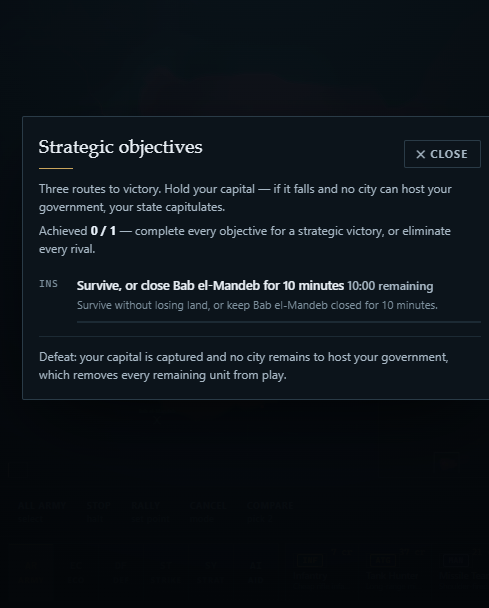 Strategic objectives
✕ CLOSE
Three routes to victory. Hold your capital — if it falls and no city can host your
government, your state capitulates.
Achieved 0 / 1 — complete every objective for a strategic victory, or eliminate
every rival.
INS Survive, or close Bab el-Mandeb for 10 minutes 10:00 remaining
Survive without losing land, or keep Bab el-Mandeb closed for 10 minutes.
Defeat: your capital is captured and no city remains to host your government,
which removes every remaining unit from play.